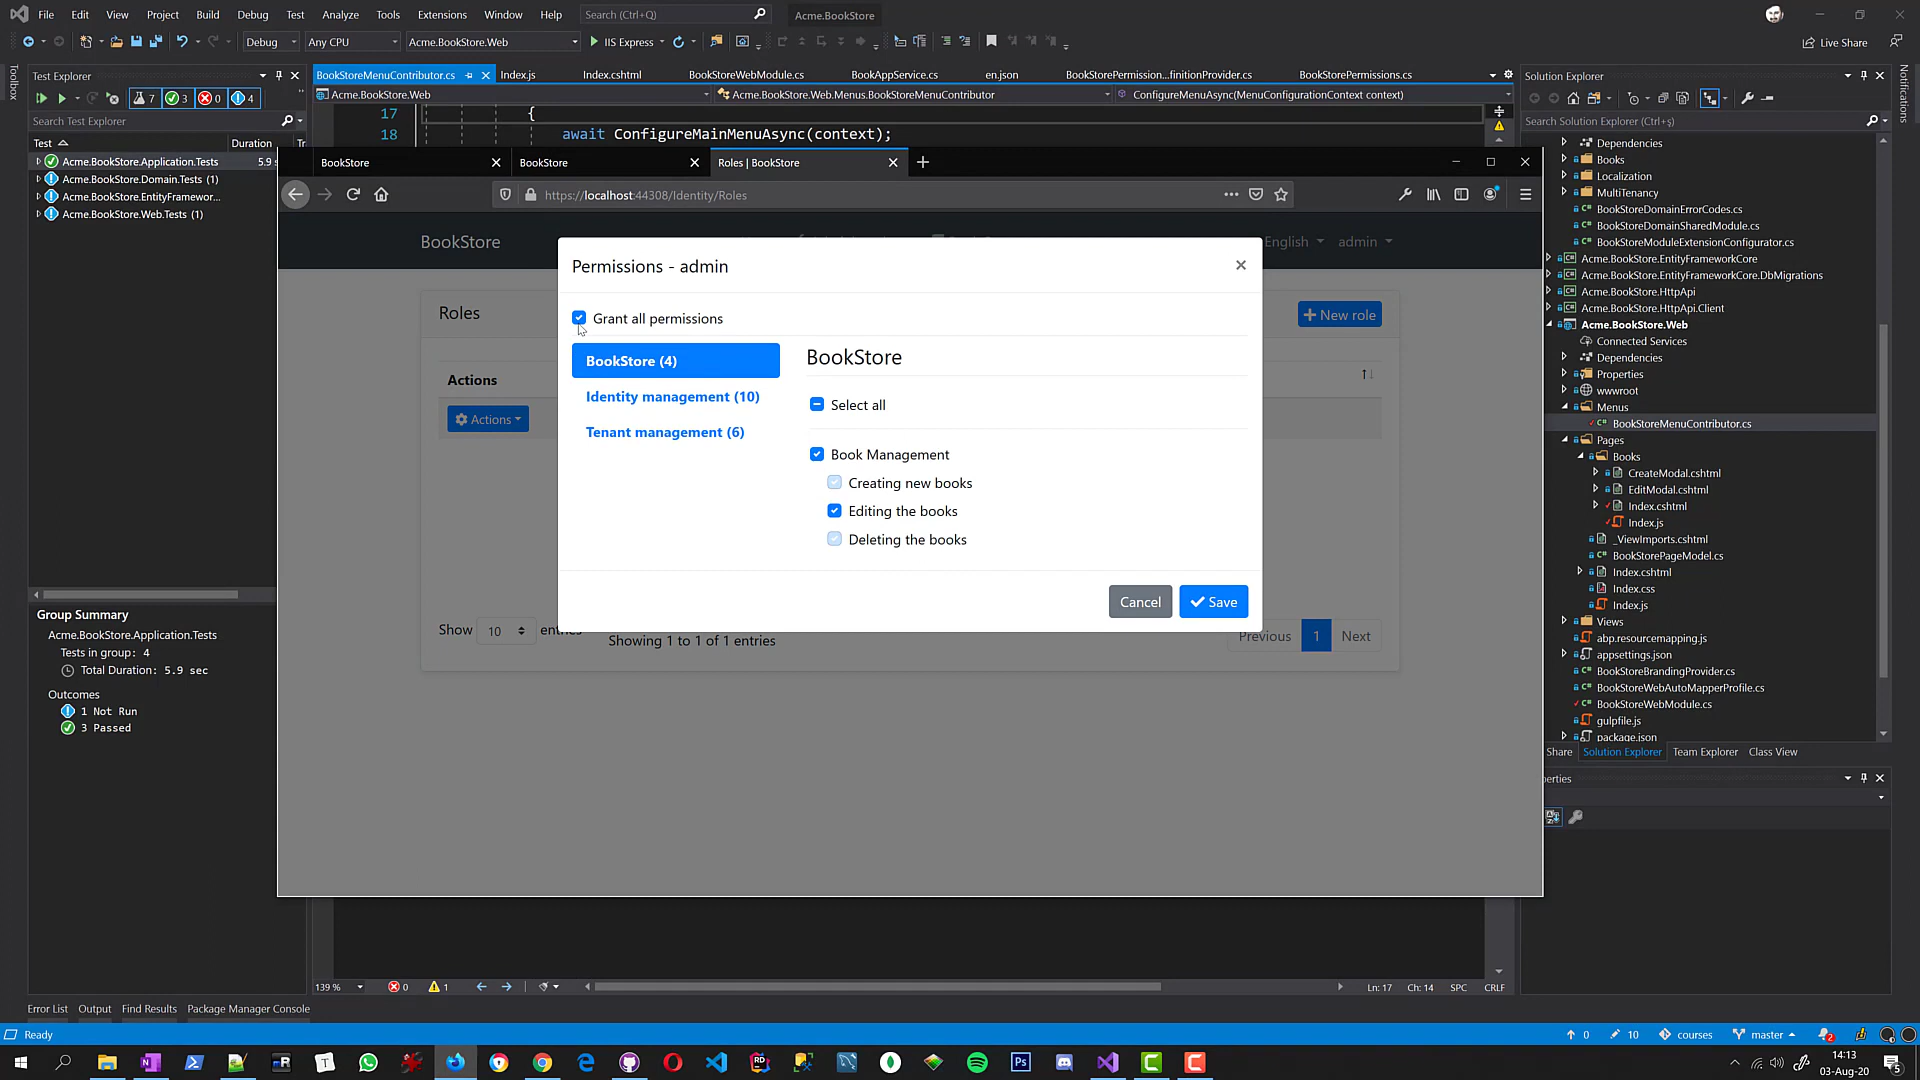 File Edit View Project Build Debug Test Analyze Tools Extensions Window Help Search (Ctrl+Q) Acme.BookStore
Debug Any CPU Acme.BookStore.Web IIS Express Live Share
Toolbox
Notifications
Test Explorer
7 3 0 4
Search Test Explorer
Test Duration Tr
Acme.BookStore.Application.Tests 5.9 s
Acme.BookStore.Domain.Tests (1)
Acme.BookStore.EntityFramewor...
Acme.BookStore.Web.Tests (1)
Group Summary
Acme.BookStore.Application.Tests
Tests in group: 4
Total Duration: 5.9 sec
Outcomes
1 Not Run
3 Passed
BookStoreMenuContributor.cs Index.js Index.cshtml BookStoreWebModule.cs BookAppService.cs en.json BookStorePermission...finitionProvider.cs BookStorePermissions.cs
Acme.BookStore.Web Acme.BookStore.Web.Menus.BookStoreMenuContributor ConfigureMenuAsync(MenuConfigurationContext context)
17 {
18 await ConfigureMainMenuAsync(context);
BookStore BookStore Roles | BookStore
https://localhost:44308/Identity/Roles
BookStore English admin
Permissions - admin
Grant all permissions
BookStore (4)
Identity management (10)
Tenant management (6)
BookStore
Select all
Book Management
Creating new books
Editing the books
Deleting the books
Cancel Save
Roles New role
Actions
Actions
Show 10 entries Showing 1 to 1 of 1 entries Previous 1 Next
Solution Explorer
Search Solution Explorer (Ctrl+ş)
Dependencies
Books
Localization
MultiTenancy
BookStoreDomainErrorCodes.cs
BookStoreDomainSharedModule.cs
BookStoreModuleExtensionConfigurator.cs
Acme.BookStore.EntityFrameworkCore
Acme.BookStore.EntityFrameworkCore.DbMigrations
Acme.BookStore.HttpApi
Acme.BookStore.HttpApi.Client
Acme.BookStore.Web
Connected Services
Dependencies
Properties
wwwroot
Menus
BookStoreMenuContributor.cs
Pages
Books
CreateModal.cshtml
EditModal.cshtml
Index.cshtml
Index.js
_ViewImports.cshtml
BookStorePageModel.cs
Index.cshtml
Index.css
Index.js
Views
abp.resourcemapping.js
appsettings.json
BookStoreBrandingProvider.cs
BookStoreWebAutoMapperProfile.cs
BookStoreWebModule.cs
gulpfile.js
package.json
Share Solution Explorer Team Explorer Class View
perties
139 % 0 1 Ln: 17 Ch: 14 SPC CRLF
Error List Output Find Results Package Manager Console
Ready 0 10 courses master 2
14:13
03-Aug-20
5